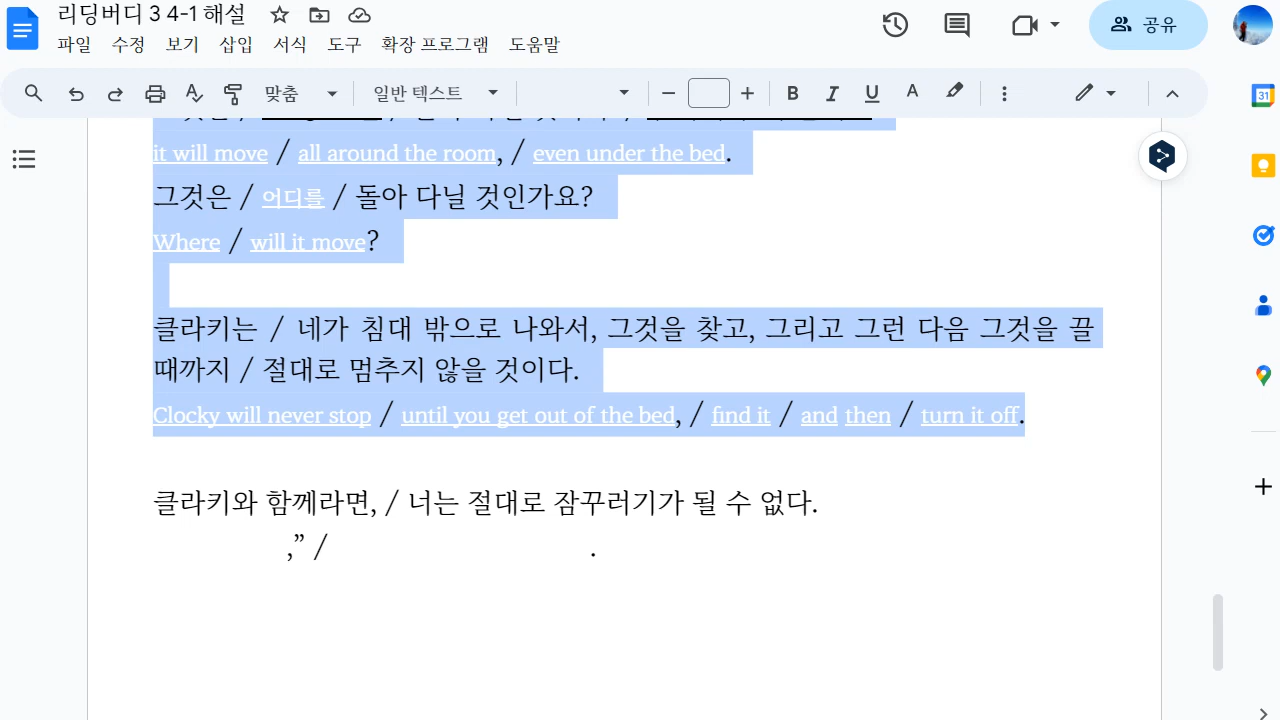 리딩버디 3 4-1 해설
파일 수정 보기 삽입 서식 도구 확장 프로그램 도움말
공유
맞춤 일반 텍스트
B I U A
31
it will move / all around the room, / even under the bed.
그것은 / 어디를 / 돌아 다닐 것인가요?
Where / will it move?
클라키는 / 네가 침대 밖으로 나와서, 그것을 찾고, 그리고 그런 다음 그것을 끌
때까지 / 절대로 멈추지 않을 것이다.
Clocky will never stop / until you get out of the bed, / find it / and then / turn it off.
클라키와 함께라면, / 너는 절대로 잠꾸러기가 될 수 없다.
,” / .